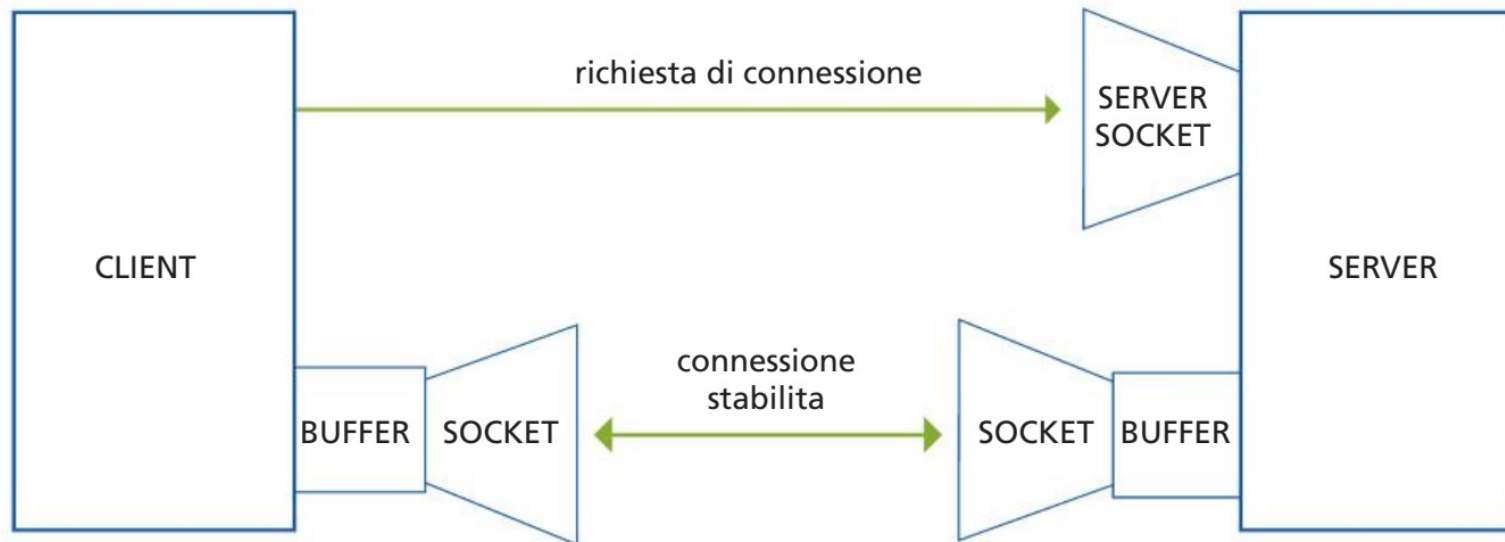 richiesta di connessione
SERVER
SOCKET
CLIENT
SERVER
connessione
stabilita
BUFFER
SOCKET
SOCKET
BUFFER